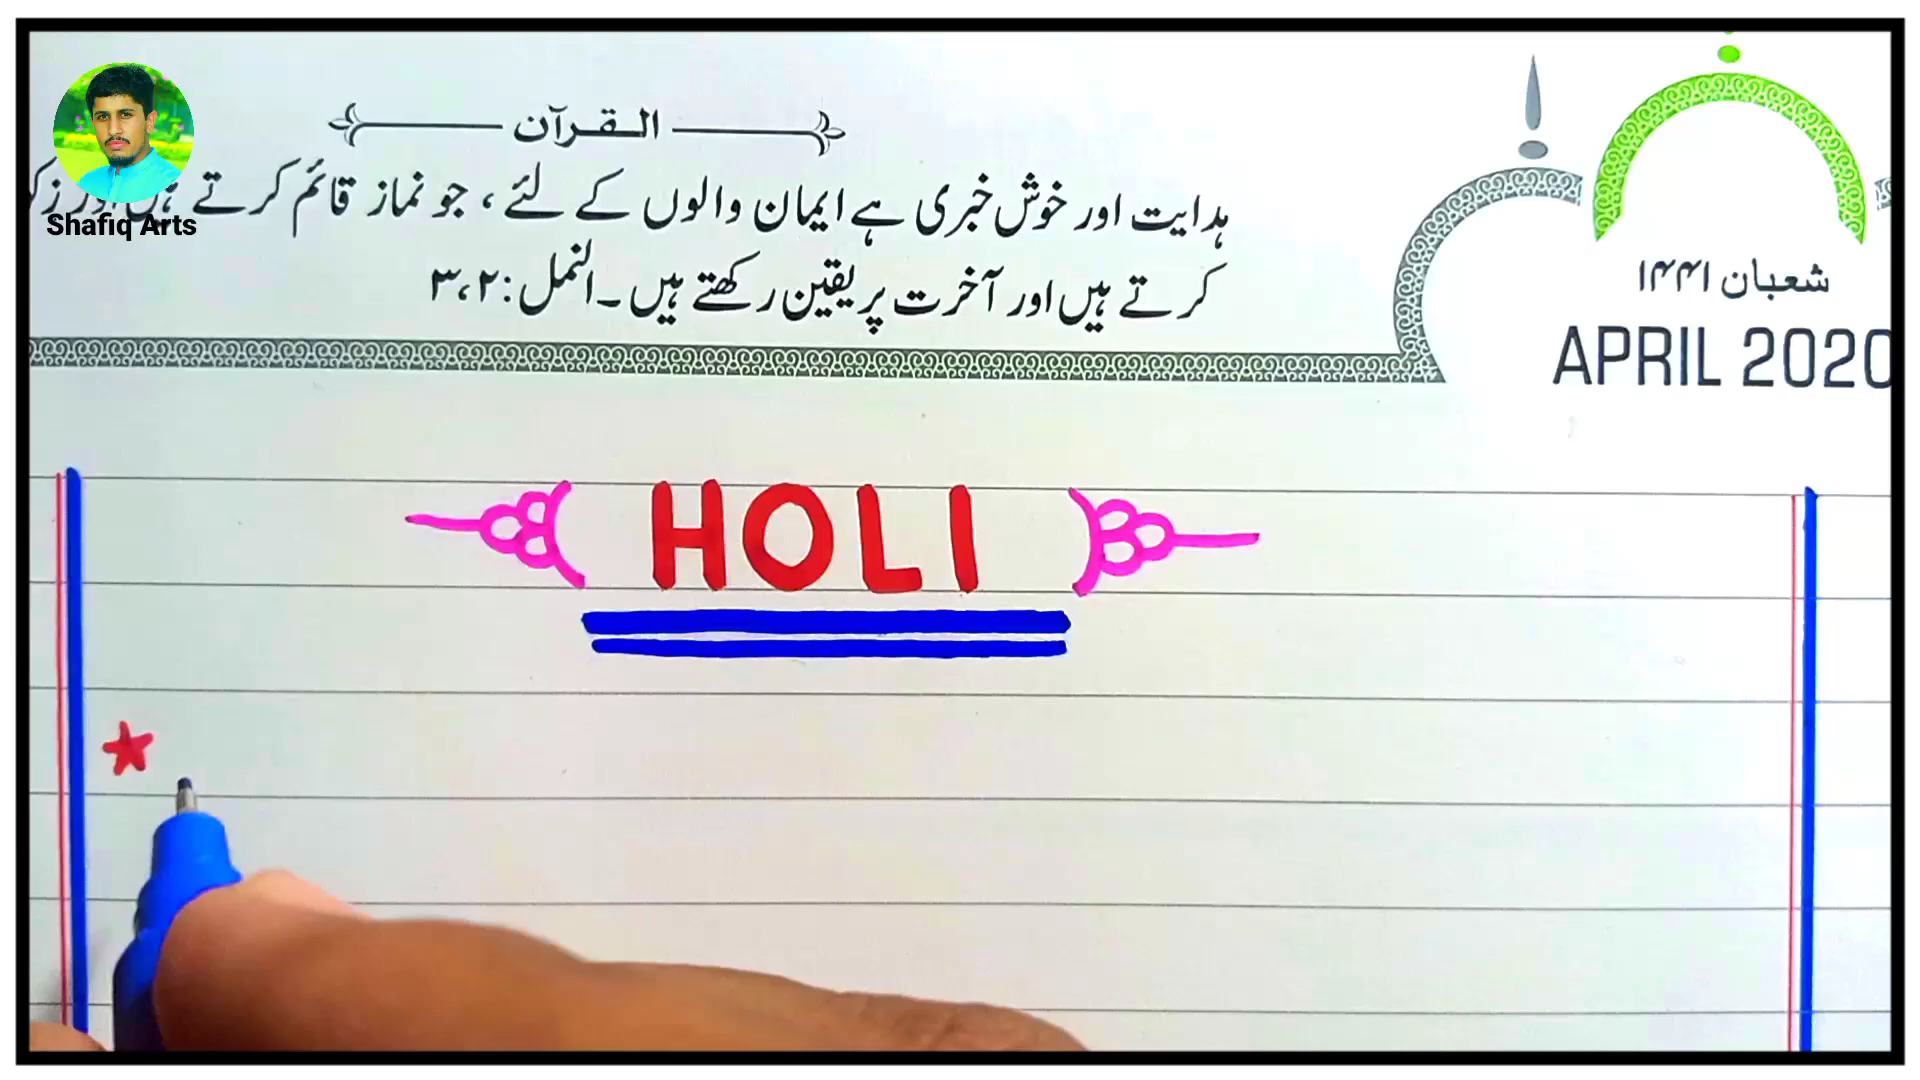 القرآن
ہدایت اور خوش خبری ہے ایمان والوں کے لئے ، جو نماز قائم کرتے
کرتے ہیں اور آخرت پر یقین رکھتے ہیں ۔ النمل : ۲،۳
Shafiq Arts
شعبان ۱۴۴۱
APRIL 2020
HOLI